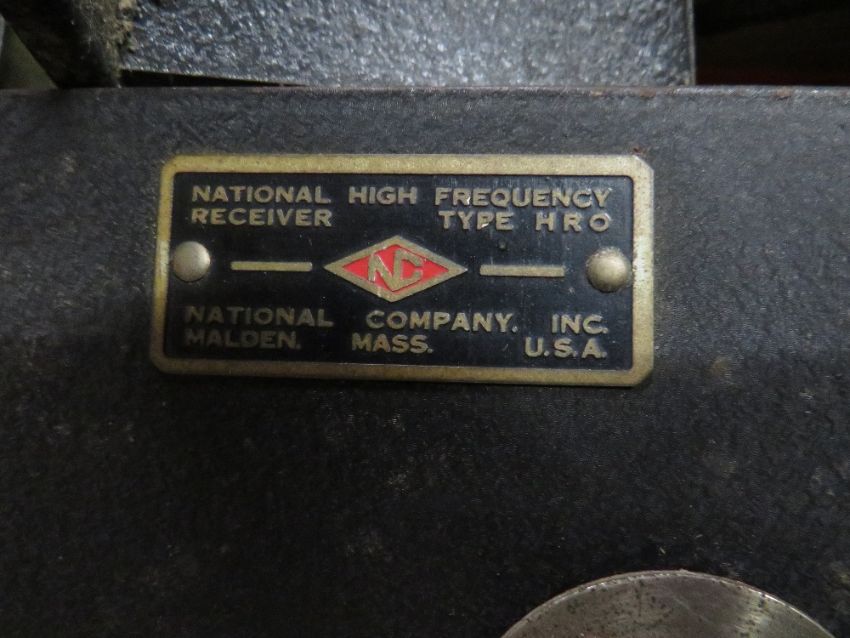 NATIONAL HIGH FREQUENCY
RECEIVER TYPE HRO
NC
NATIONAL COMPANY, INC.
MALDEN, MASS. U.S.A.